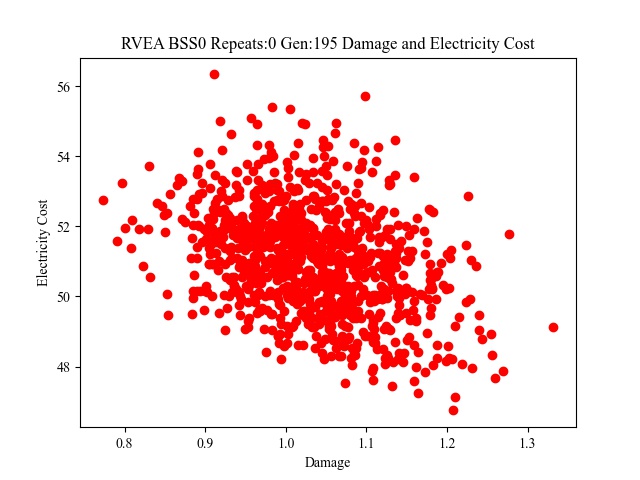 RVEA BSS0 Repeats:0 Gen:195 Damage and Electricity Cost
56
54
52
50
48
Electricity Cost
0.8 0.9 1.0 1.1 1.2 1.3
Damage